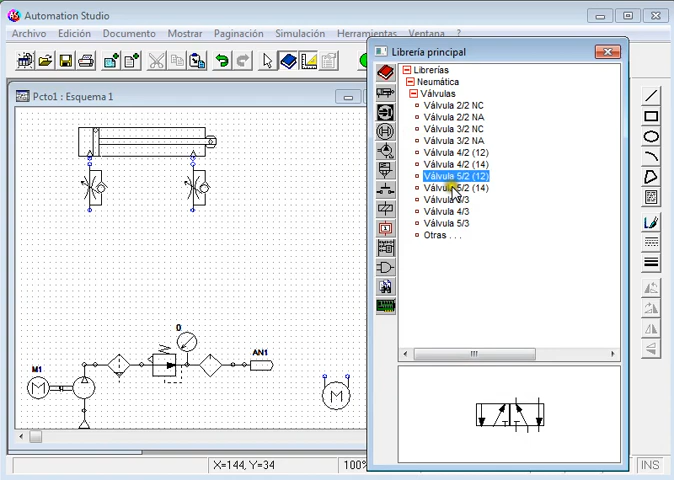 Automation Studio
Archivo Edición Documento Mostrar Paginación Simulación Herramientas Ventana ?
Librería principal
Pcto1 : Esquema 1
Librerías
Neumática
Válvulas
Válvula 2/2 NC
Válvula 2/2 NA
Válvula 3/2 NC
Válvula 3/2 NA
Válvula 4/2 (12)
Válvula 4/2 (14)
Válvula 5/2 (12)
Válvula 5/2 (14)
Válvula 3/3
Válvula 4/3
Válvula 5/3
Otras . . .
0
AN1
M1
M
M
X=144, Y=34
100%
INS